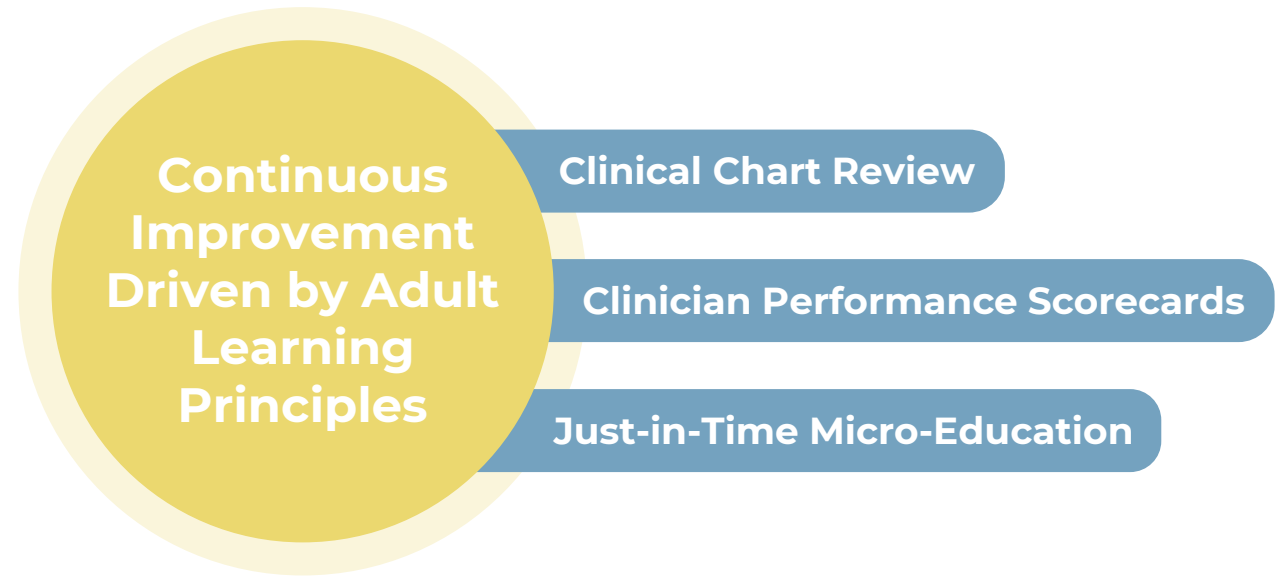 Continuous
Improvement
Driven by Adult
Learning
Principles
Clinical Chart Review
Clinician Performance Scorecards
Just-in-Time Micro-Education